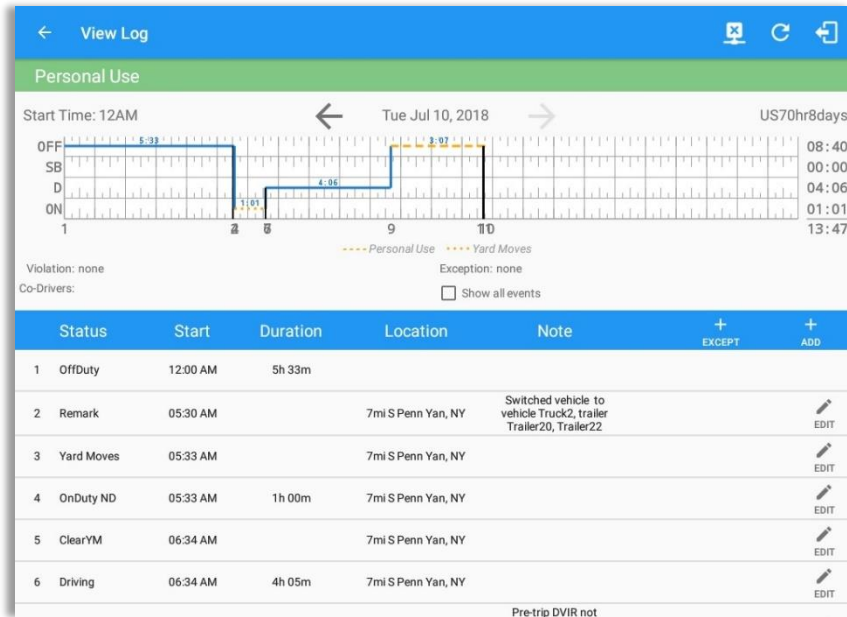 View Log
Personal Use
Start Time: 12AM
Tue Jul 10, 2018
US70hr8days
OFF 5:33 3:07 08:40
SB 00:00
D 4:06 04:06
ON 1:01 01:01
1 9 13:47
Personal Use Yard Moves
Violation: none Exception: none
Co-Drivers: Show all events
Status Start Duration Location Note + EXCEPT + ADD
1 OffDuty 12:00 AM 5h 33m
Switched vehicle to
2 Remark 05:30 AM 7mi S Penn Yan, NY vehicle Truck2, trailer EDIT
Trailer20, Trailer22
3 Yard Moves 05:33 AM 7mi S Penn Yan, NY EDIT
4 OnDuty ND 05:33 AM 1h 00m 7mi S Penn Yan, NY EDIT
5 ClearYM 06:34 AM 7mi S Penn Yan, NY EDIT
6 Driving 06:34 AM 4h 05m 7mi S Penn Yan, NY EDIT
Pre-trip DVIR not